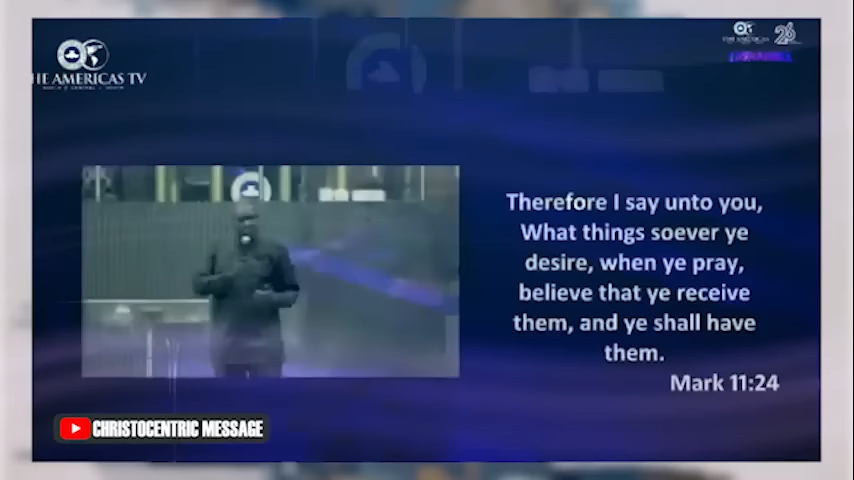 HE AMERICAS TV
Therefore I say unto you,
What things soever ye
desire, when ye pray,
believe that ye receive
them, and ye shall have
them.
Mark 11:24
CHRISTOCENTRIC MESSAGE